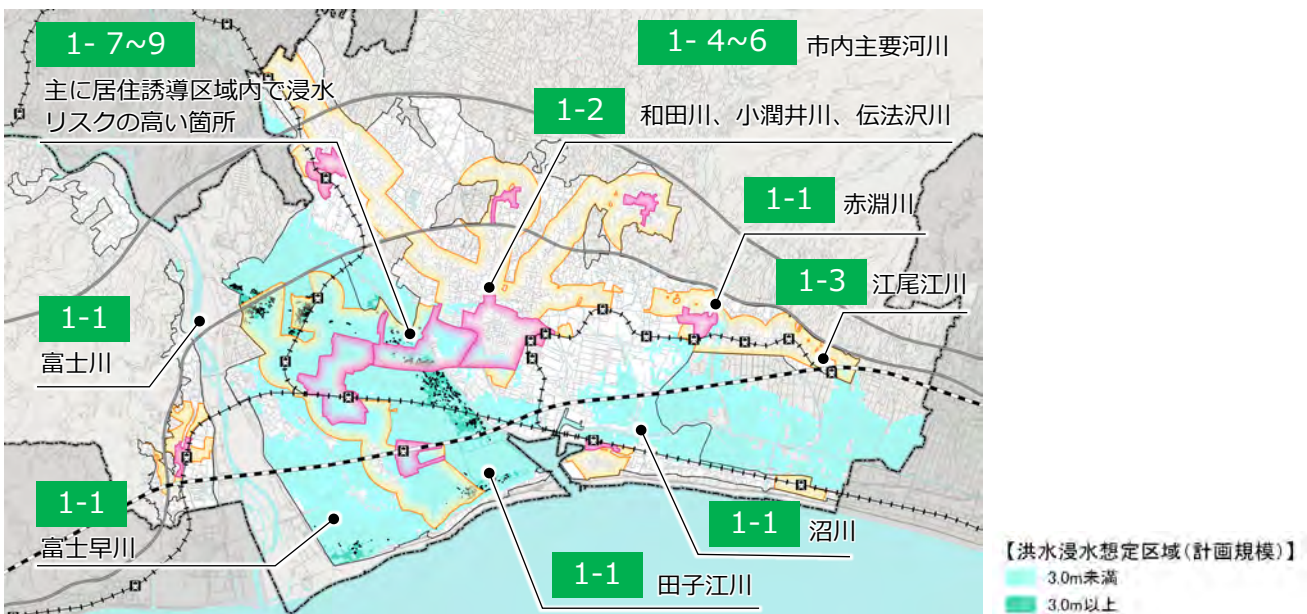 1- 7~9
主に居住誘導区域内で浸水
リスクの高い箇所
1- 4~6 市内主要河川
1-2 和田川、小潤井川、伝法沢川
1-1 赤淵川
1-3 江尾江川
1-1
富士川
1-1
富士早川
1-1 沼川
1-1 田子江川
【洪水浸水想定区域(計画規模)】
3.0m未満
3.0m以上